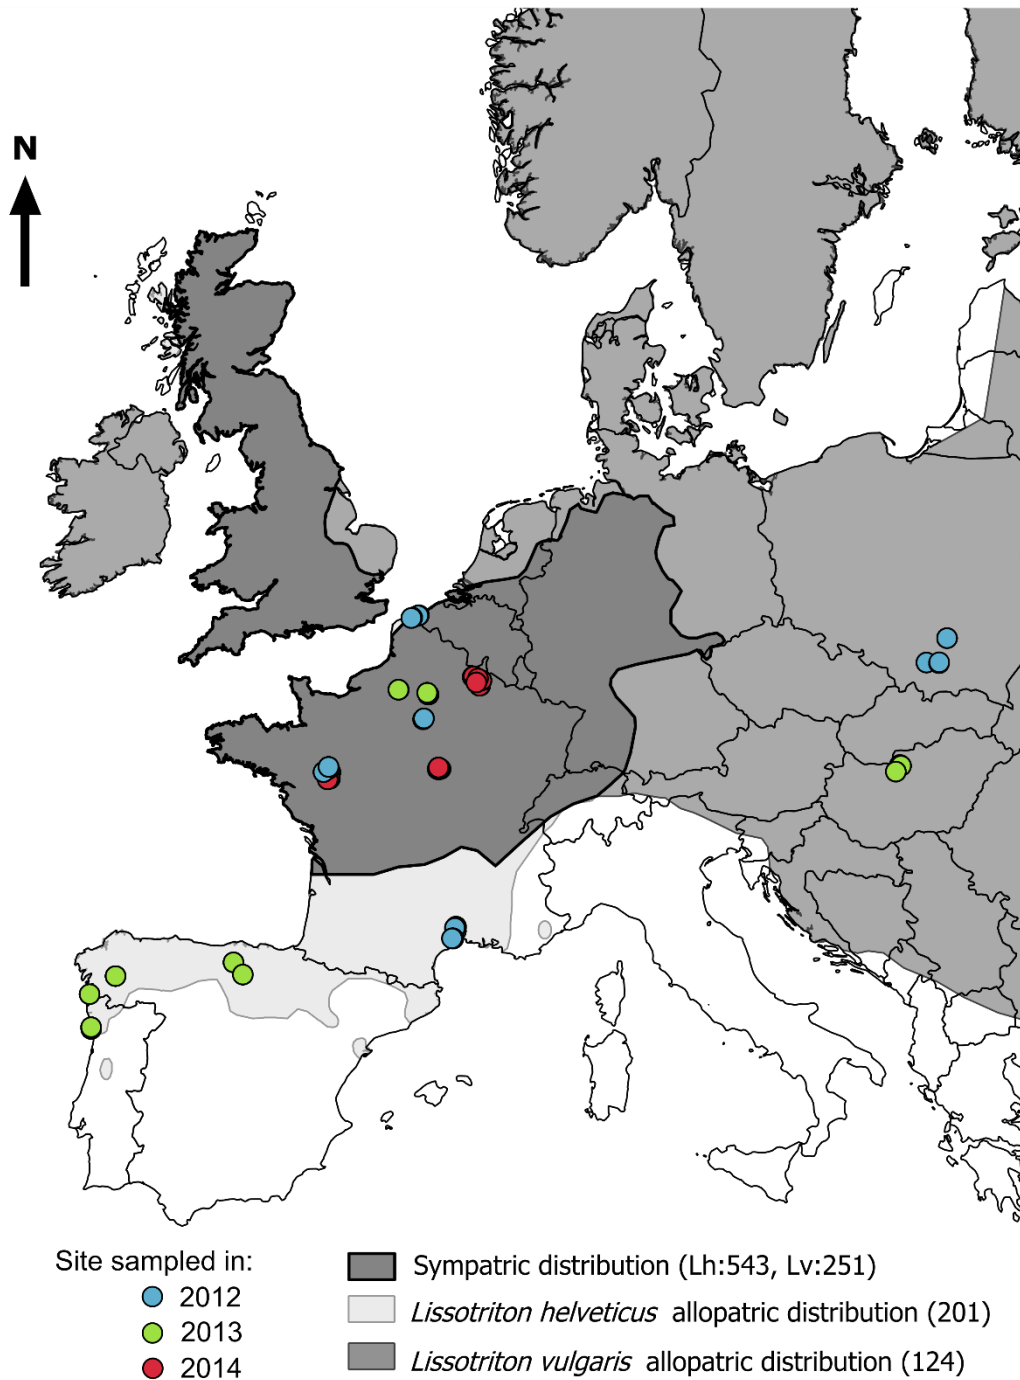 N
Site sampled in:
2012
2013
2014
Sympatric distribution (Lh:543, Lv:251)
Lissotriton helveticus allopatric distribution (201)
Lissotriton vulgaris allopatric distribution (124)